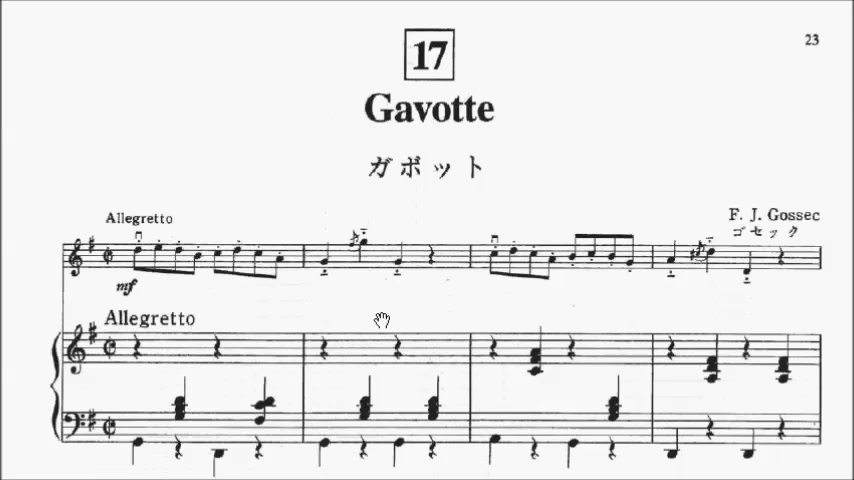 23
17
Gavotte
ガボット
Allegretto
F. J. Gossec
ゴセック
mf
Allegretto